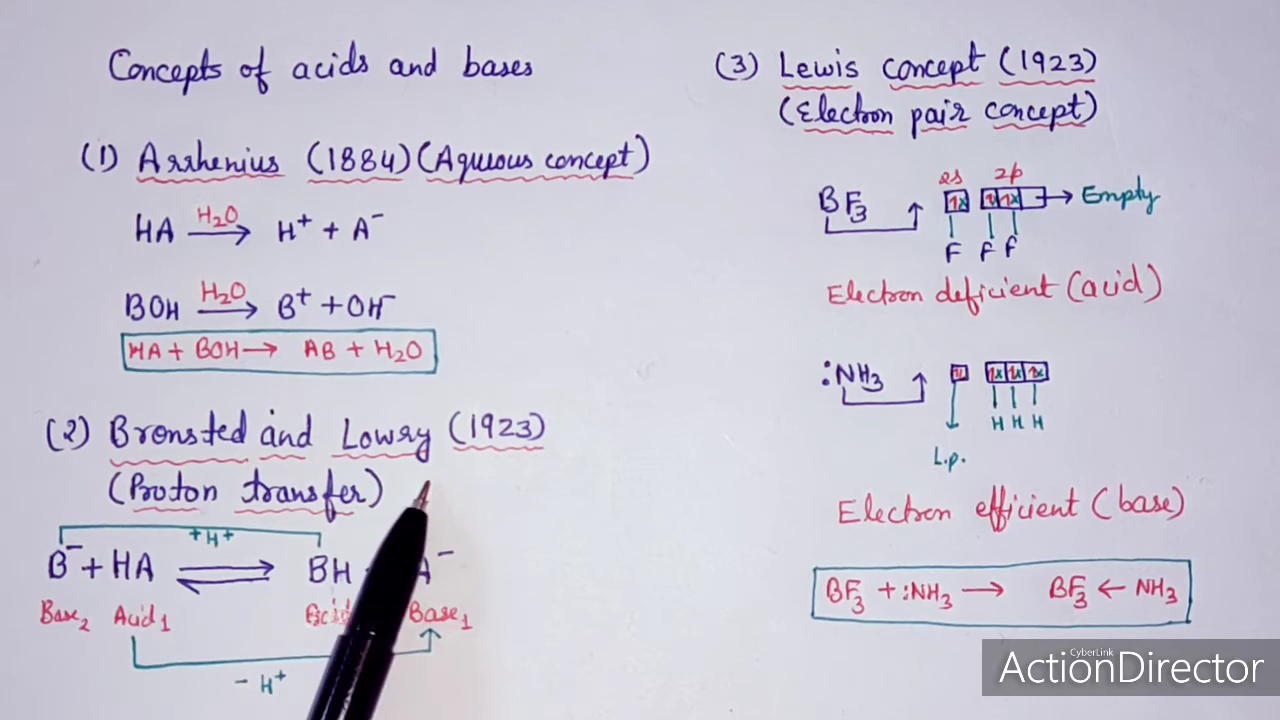 Concepts of acids and bases
(1) Arrhenius (1884) (Aqueous concept)
HA H₂O → H⁺ + A⁻
BOH H₂O → B⁺ + OH⁻
HA + BOH → AB + H₂O
(2) Bronsted and Lowry (1923)
(Proton transfer)
+H⁺
B⁻ + HA ⇌ BH A⁻
Base₂ Acid₁ Base₁
- H⁺
(3) Lewis concept (1923)
(Electron pair concept)
2s 2p
BF₃ → Empty
F F F
Electron deficient (acid)
:NH₃
H H H
L.p.
Electron efficient (base)
BF₃ + :NH₃ → BF₃ ← NH₃
CyberLink
ActionDirector